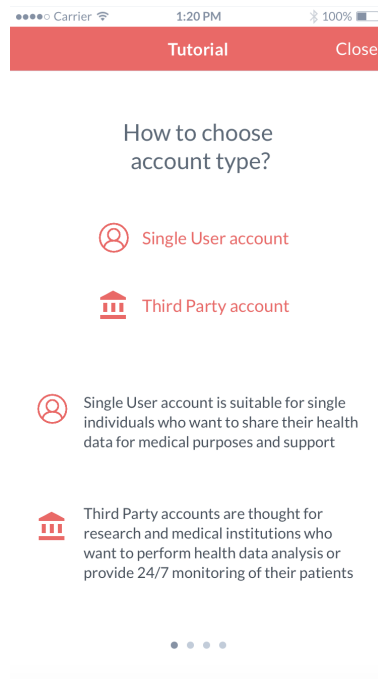 Carrier
1:20 PM
100%
Tutorial
Close
How to choose
account type?
Single User account
Third Party account
Single User account is suitable for single
individuals who want to share their health
data for medical purposes and support
Third Party accounts are thought for
research and medical institutions who
want to perform health data analysis or
provide 24/7 monitoring of their patients